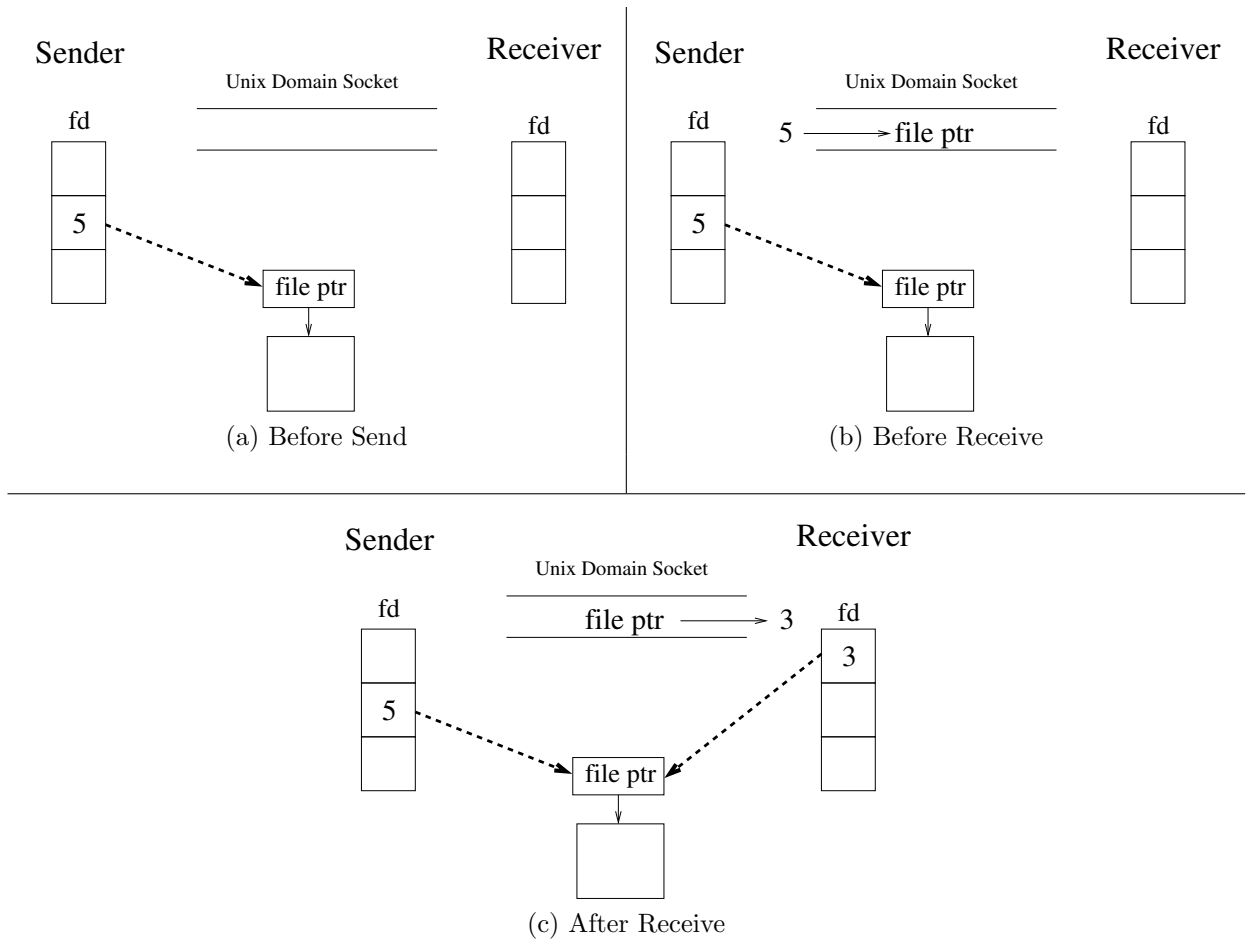 Sender
Receiver
Unix Domain Socket
fd
fd
5
file ptr
(a) Before Send
Sender
Receiver
Unix Domain Socket
fd
5
file ptr
fd
5
file ptr
(b) Before Receive
Sender
Receiver
Unix Domain Socket
fd
file ptr
3
fd
3
5
file ptr
(c) After Receive